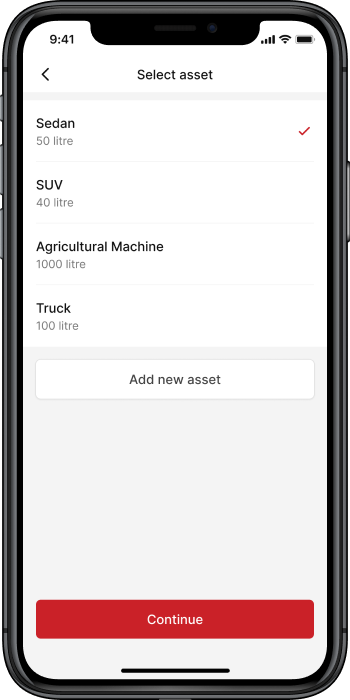 9:41
Select asset
Sedan
50 litre
SUV
40 litre
Agricultural Machine
1000 litre
Truck
100 litre
Add new asset
Continue